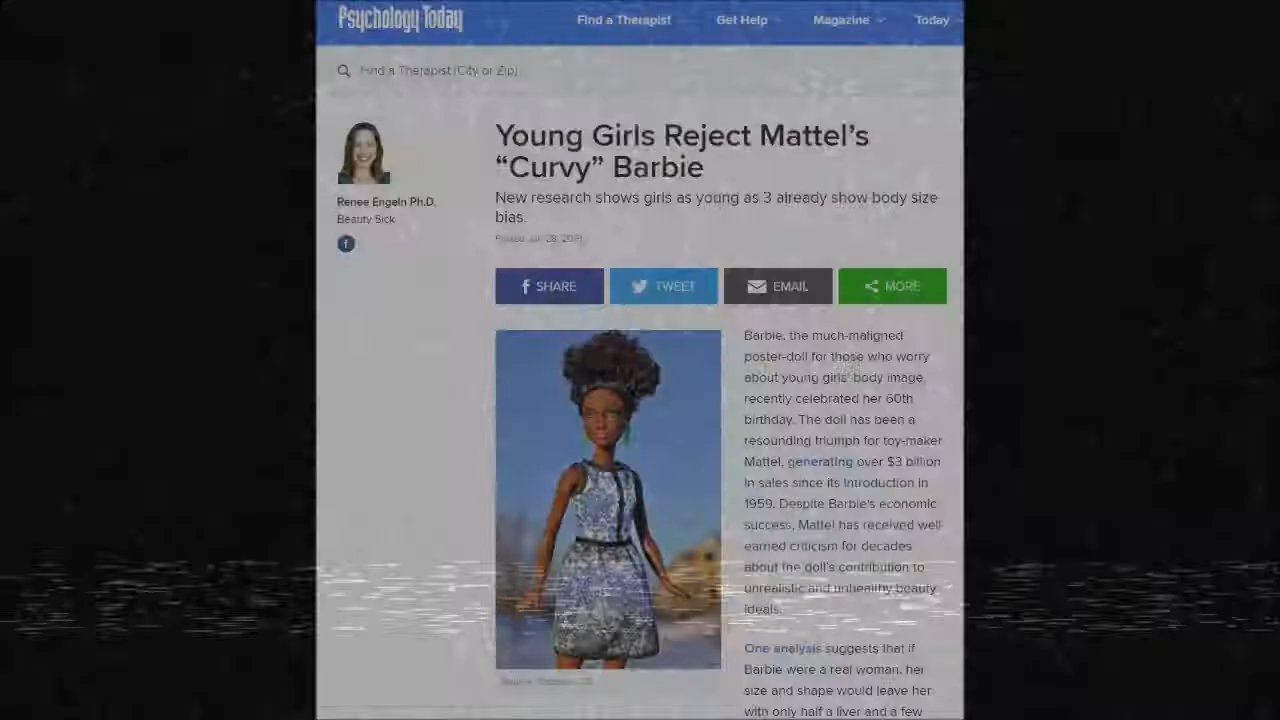 Psychology Today
Find a Therapist
Get Help
Magazine
Today
Find a Therapist (City or Zip)
Young Girls Reject Mattel’s
“Curvy” Barbie
New research shows girls as young as 3 already show body size
bias.
Renee Engeln Ph.D.
Beauty Sick
f
f SHARE
TWEET
EMAIL
MORE
Barbie, the much-maligned
poster-doll for those who worry
about young girls' body image,
recently celebrated her 60th
birthday. The doll has been a
resounding triumph for toy-maker
Mattel, generating over $3 billion
in sales since its introduction in
1959. Despite Barbie's economic
success, Mattel has received well-
earned criticism for decades
about the doll's contribution to
unrealistic and unhealthy beauty
ideals.
One analysis suggests that if
Barbie were a real woman, her
size and shape would leave her
with only half a liver and a few